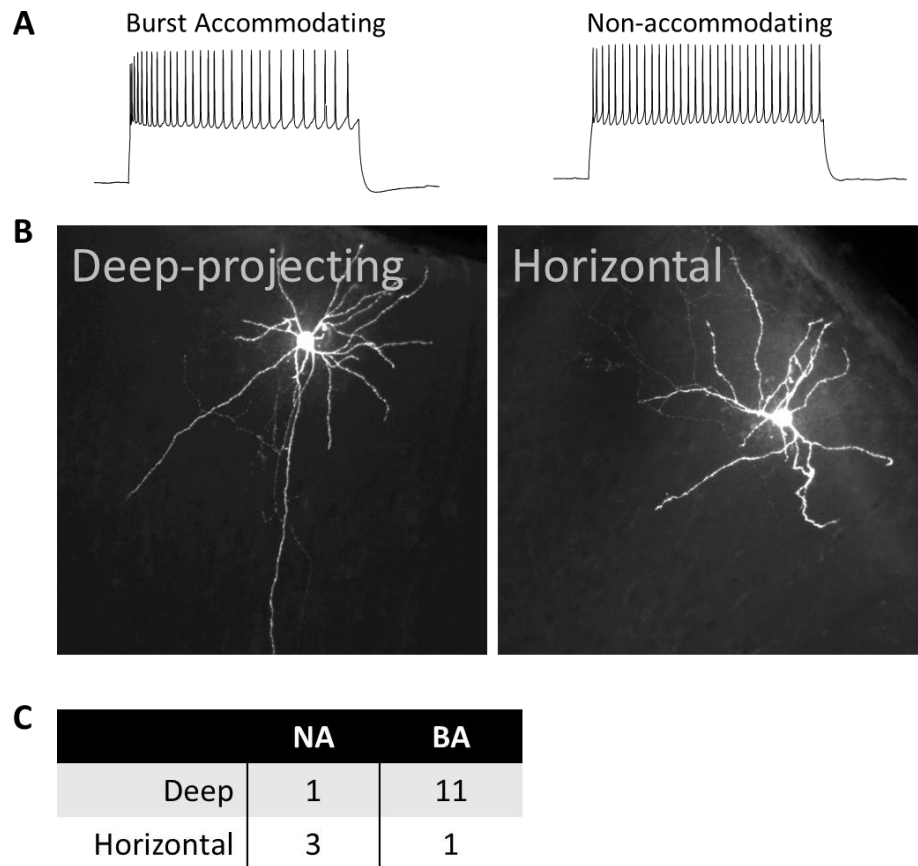 A
Burst Accommodating
Non-accommodating
B
Deep-projecting
Horizontal
C
NA BA
Deep 1 11
Horizontal 3 1